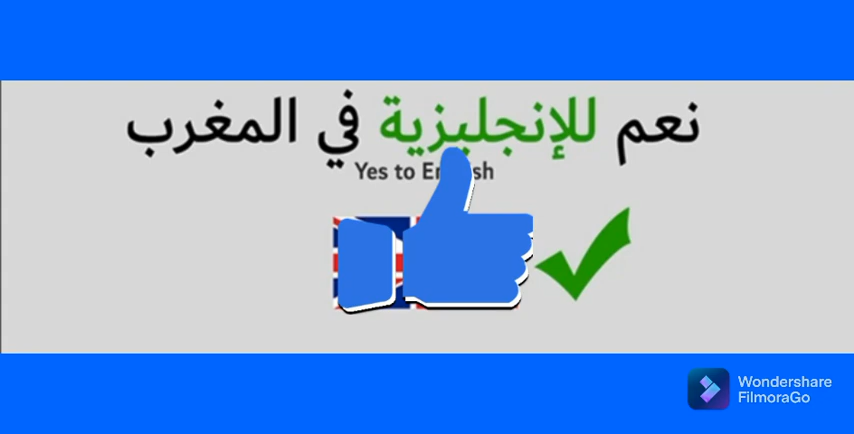 نعم للإنجليزية في المغرب
Yes to
Wondershare
FilmoraGo